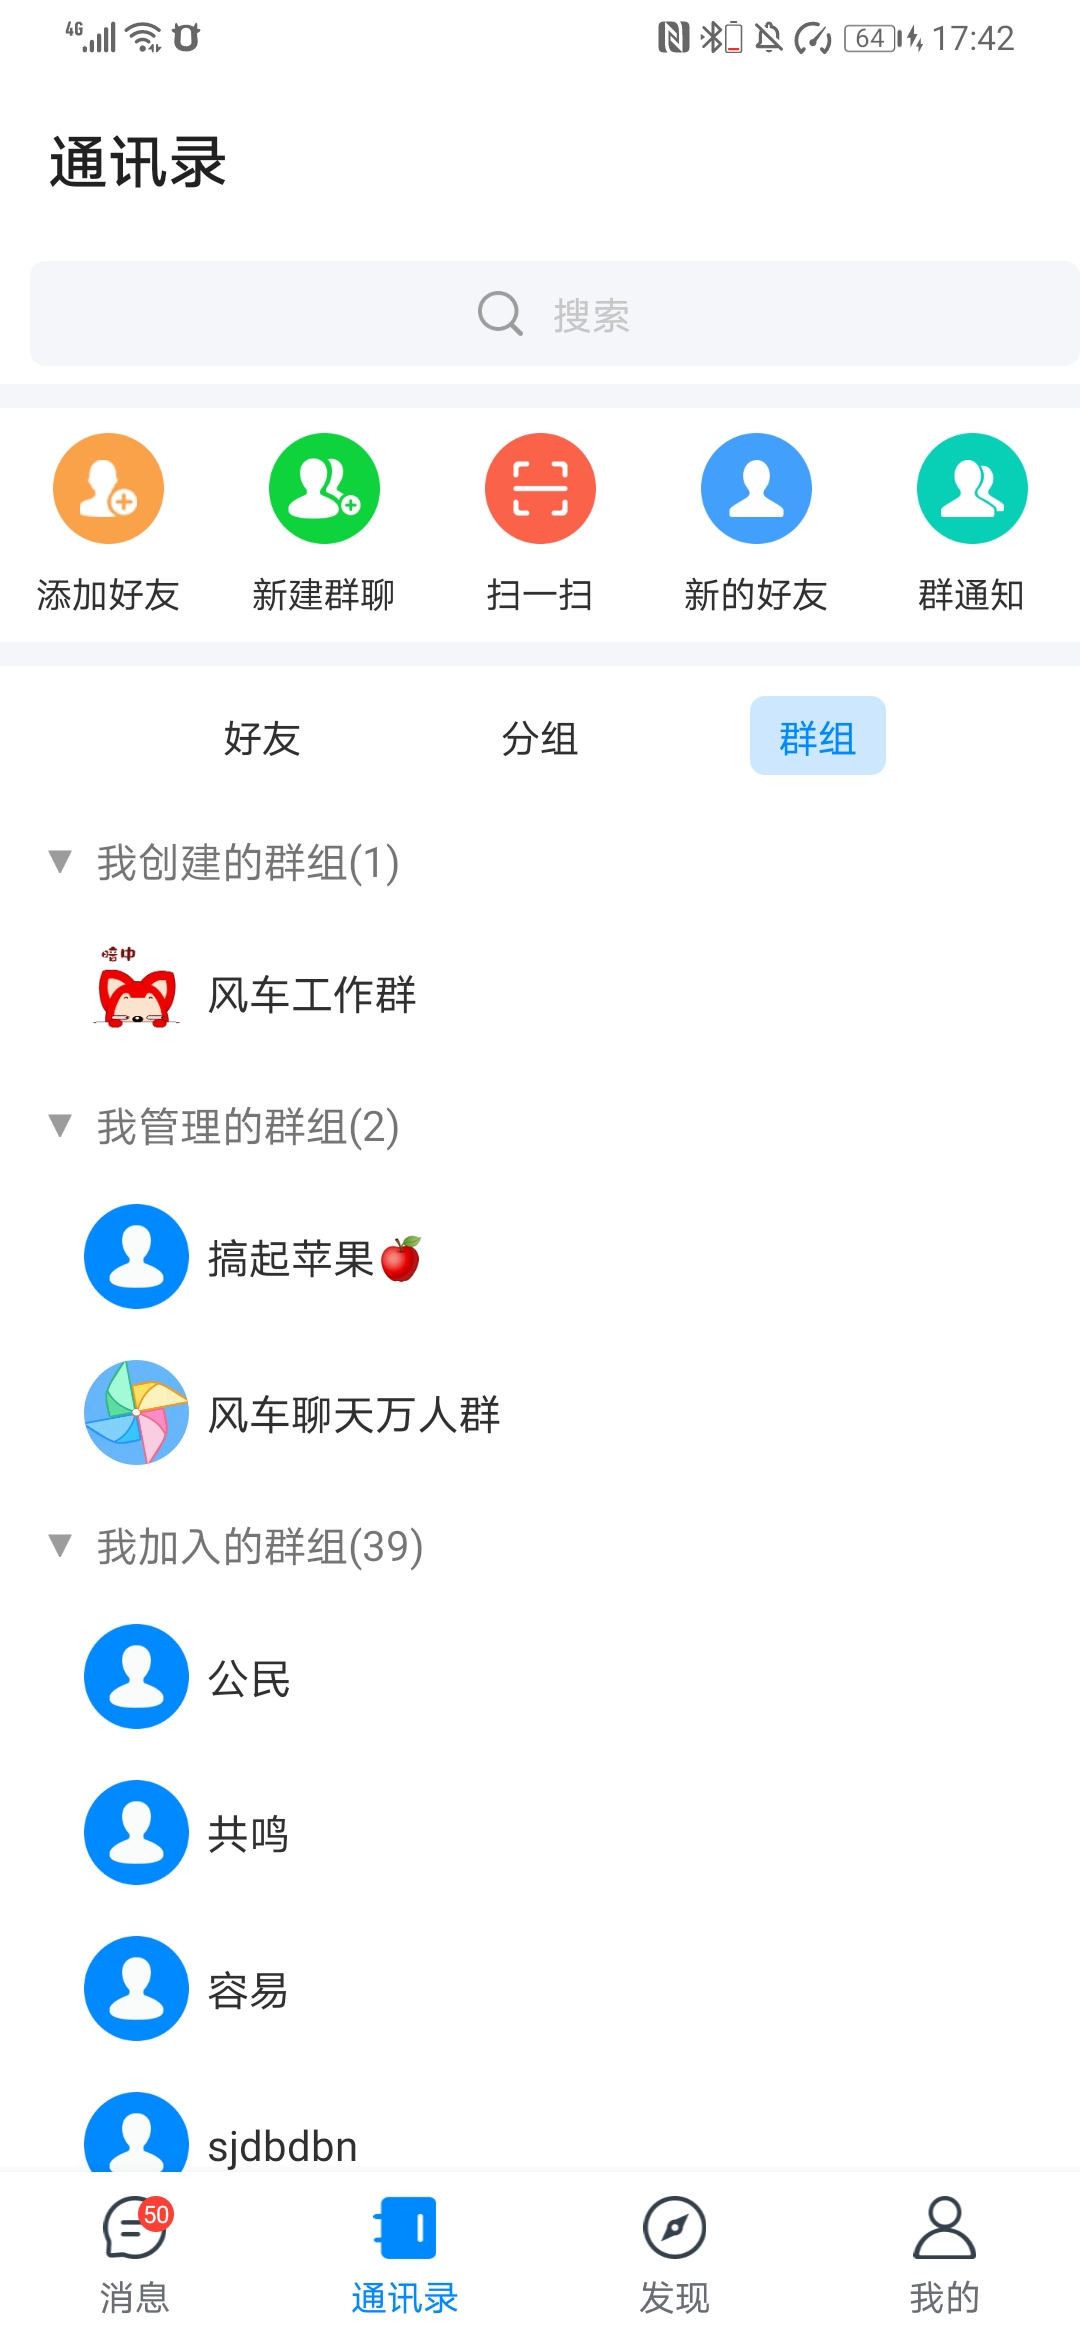 4G 64 17:42
通讯录
搜索
添加好友 新建群聊 扫一扫 新的好友 群通知
好友 分组 群组
我创建的群组(1)
暗中
风车工作群
我管理的群组(2)
搞起苹果🍎
风车聊天万人群
我加入的群组(39)
公民
共鸣
容易
sjdbdbn
50
消息 通讯录 发现 我的